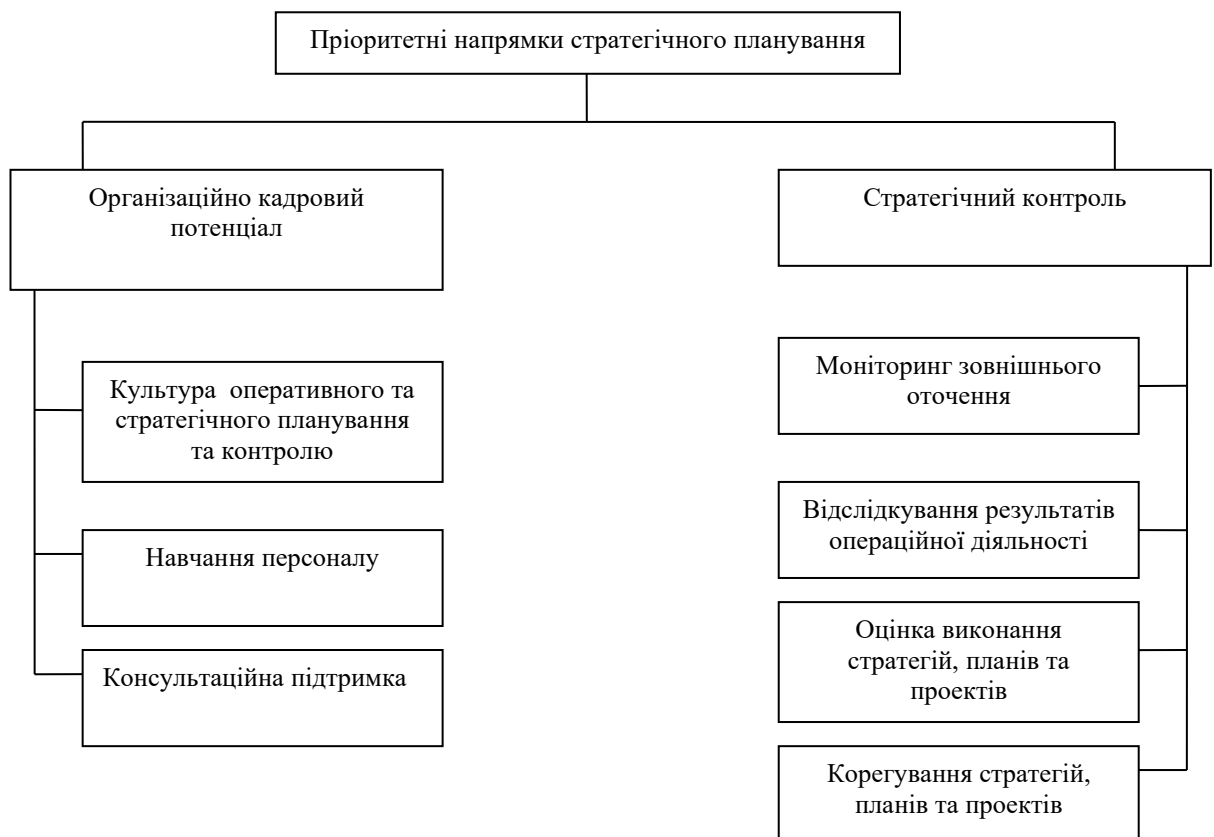 Пріоритетні напрямки стратегічного планування
Організаційно кадровий
потенціал
Культура оперативного та
стратегічного планування
та контролю
Навчання персоналу
Консультаційна підтримка
Стратегічний контроль
Моніторинг зовнішнього
оточення
Відслідкування результатів
операційної діяльності
Оцінка виконання
стратегій, планів та
проектів
Корегування стратегій,
планів та проектів